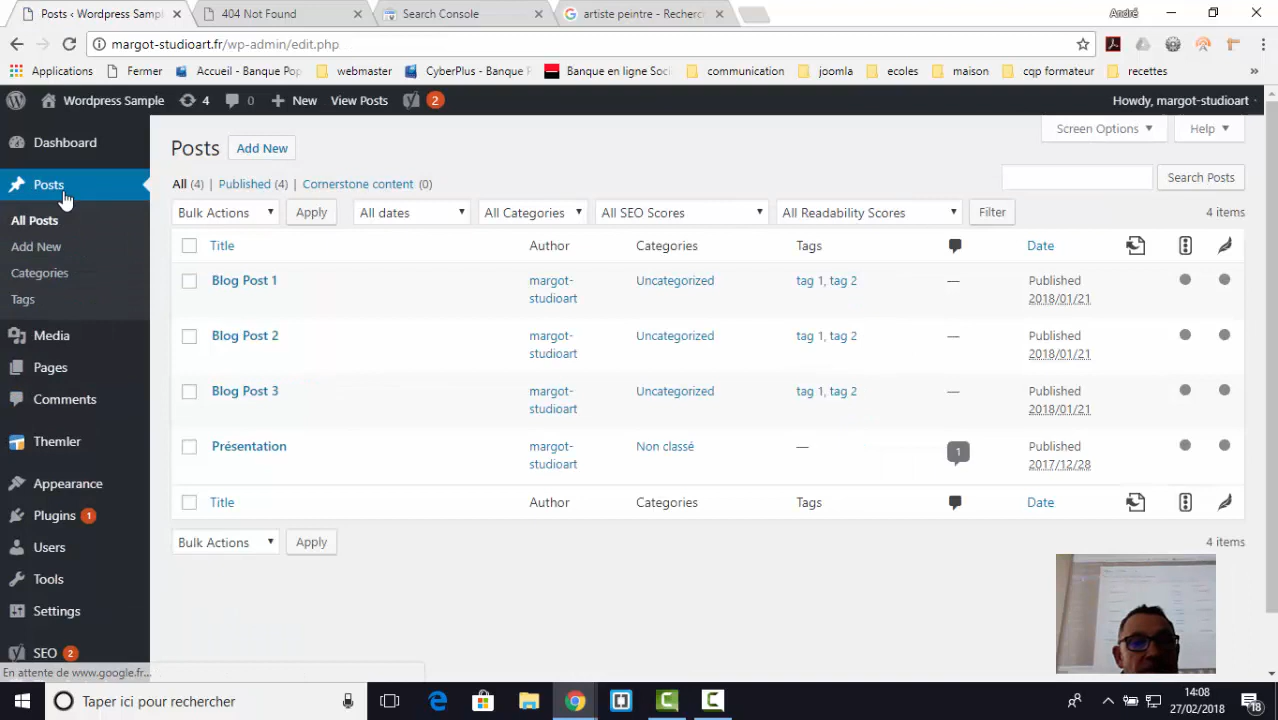 Posts ‹ Wordpress Samp
404 Not Found
Search Console
artiste peintre - Recherc
André
margot-studioart.fr/wp-admin/edit.php
Applications
Fermer
Accueil - Banque Pop
webmaster
CyberPlus - Banque P
Banque en ligne Soci
communication
joomla
ecoles
maison
cqp formateur
recettes
»
Wordpress Sample
4
0
New
View Posts
2
Howdy, margot-studioart
Dashboard
Posts
All Posts
Add New
Categories
Tags
Media
Pages
Comments
Themler
Appearance
Plugins 1
Users
Tools
Settings
SEO 2
Posts
Add New
Screen Options
Help
All (4) | Published (4) | Cornerstone content (0)
Search Posts
Bulk Actions
Apply
All dates
All Categories
All SEO Scores
All Readability Scores
Filter
4 items
Title
Author
Categories
Tags
Date
Blog Post 1
margot-
studioart
Uncategorized
tag 1, tag 2
—
Published
2018/01/21
Blog Post 2
margot-
studioart
Uncategorized
tag 1, tag 2
—
Published
2018/01/21
Blog Post 3
margot-
studioart
Uncategorized
tag 1, tag 2
—
Published
2018/01/21
Présentation
margot-
studioart
Non classé
—
1
Published
2017/12/28
Title
Author
Categories
Tags
Date
Bulk Actions
Apply
4 items
En attente de www.google.fr...
Taper ici pour rechercher
14:08
27/02/2018
18